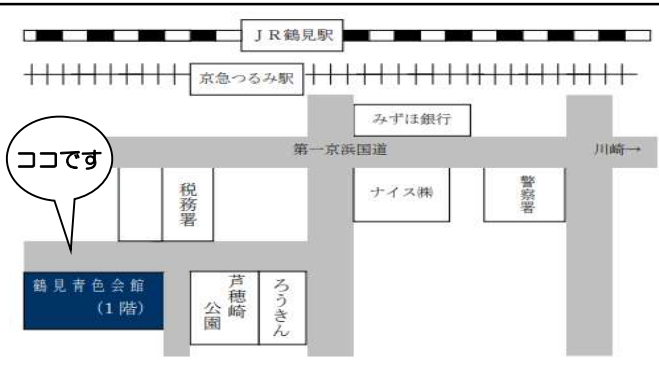 JR鶴見駅
京急つるみ駅
みずほ銀行
第一京浜国道
川崎→
ココです
税務署
ナイス㈱
警察署
鶴見青色会館
(1階)
芦穂崎
公園
ろうきん